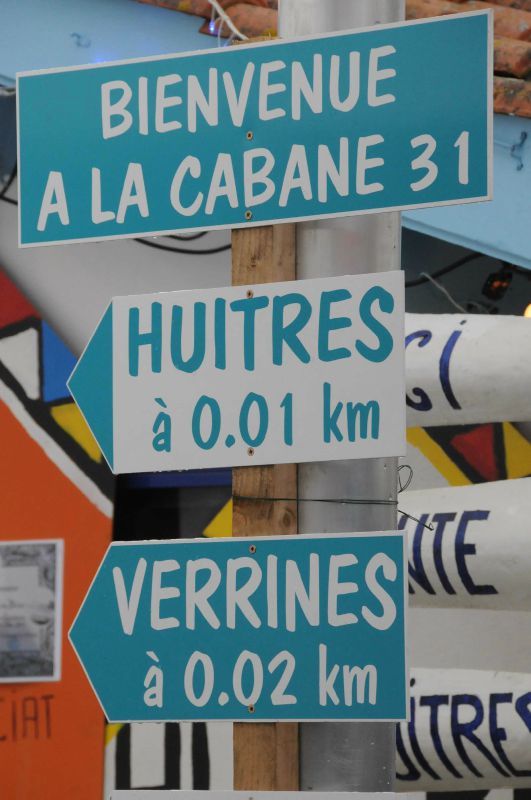 BIENVENUE
A LA CABANE 31
HUITRES
à 0.01 km
VERRINES
à 0.02 km